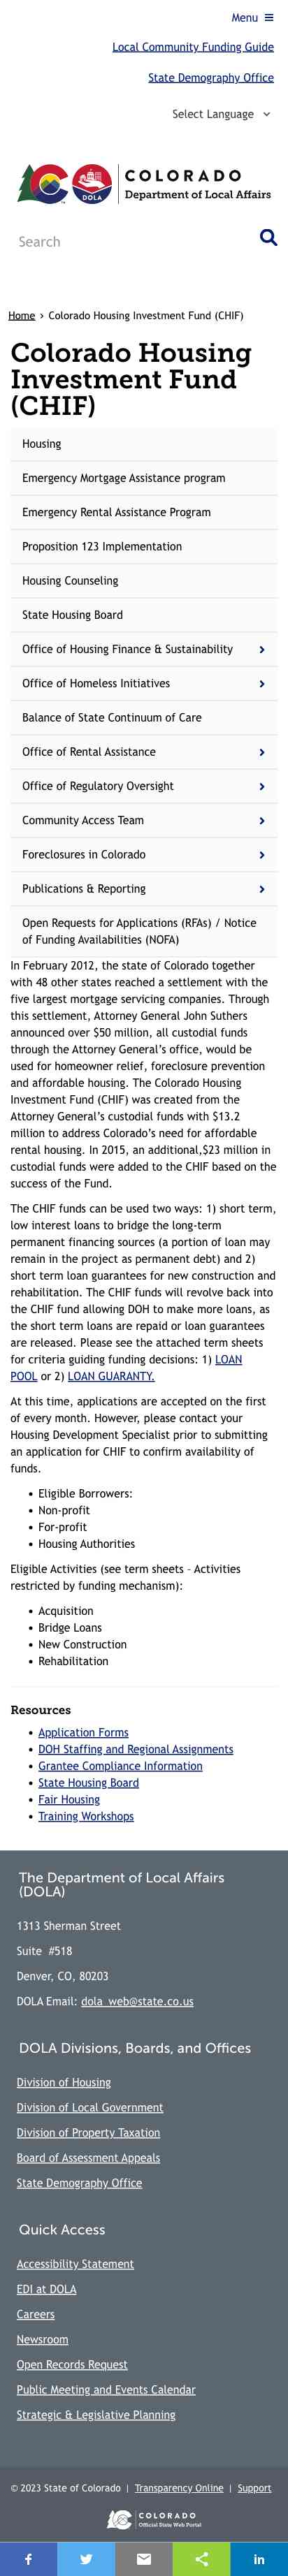 Menu
Local Community Funding Guide
State Demography Office
Select Language
DOLA
COLORADO
Department of Local Affairs
Search
Home › Colorado Housing Investment Fund (CHIF)
Colorado Housing
Investment Fund
(CHIF)
Housing
Emergency Mortgage Assistance program
Emergency Rental Assistance Program
Proposition 123 Implementation
Housing Counseling
State Housing Board
Office of Housing Finance & Sustainability
Office of Homeless Initiatives
Balance of State Continuum of Care
Office of Rental Assistance
Office of Regulatory Oversight
Community Access Team
Foreclosures in Colorado
Publications & Reporting
Open Requests for Applications (RFAs) / Notice
of Funding Availabilities (NOFA)
In February 2012, the state of Colorado together
with 48 other states reached a settlement with the
five largest mortgage servicing companies. Through
this settlement, Attorney General John Suthers
announced over $50 million, all custodial funds
through the Attorney General's office, would be
used for homeowner relief, foreclosure prevention
and affordable housing. The Colorado Housing
Investment Fund (CHIF) was created from the
Attorney General's custodial funds with $13.2
million to address Colorado's need for affordable
rental housing. In 2015, an additional,$23 million in
custodial funds were added to the CHIF based on the
success of the Fund.
The CHIF funds can be used two ways: 1) short term,
low interest loans to bridge the long-term
permanent financing sources (a portion of loan may
remain in the project as permanent debt) and 2)
short term loan guarantees for new construction and
rehabilitation. The CHIF funds will revolve back into
the CHIF fund allowing DOH to make more loans, as
the short term loans are repaid or loan guarantees
are released. Please see the attached term sheets
for criteria guiding funding decisions: 1) LOAN
POOL or 2) LOAN GUARANTY.
At this time, applications are accepted on the first
of every month. However, please contact your
Housing Development Specialist prior to submitting
an application for CHIF to confirm availability of
funds.
• Eligible Borrowers:
• Non-profit
• For-profit
• Housing Authorities
Eligible Activities (see term sheets – Activities
restricted by funding mechanism):
• Acquisition
• Bridge Loans
• New Construction
• Rehabilitation
Resources
• Application Forms
• DOH Staffing and Regional Assignments
• Grantee Compliance Information
• State Housing Board
• Fair Housing
• Training Workshops
The Department of Local Affairs
(DOLA)
1313 Sherman Street
Suite #518
Denver, CO, 80203
DOLA Email: dola_web@state.co.us
DOLA Divisions, Boards, and Offices
Division of Housing
Division of Local Government
Division of Property Taxation
Board of Assessment Appeals
State Demography Office
Quick Access
Accessibility Statement
EDI at DOLA
Careers
Newsroom
Open Records Request
Public Meeting and Events Calendar
Strategic & Legislative Planning
© 2023 State of Colorado | Transparency Online | Support
COLORADO
Official State Web Portal